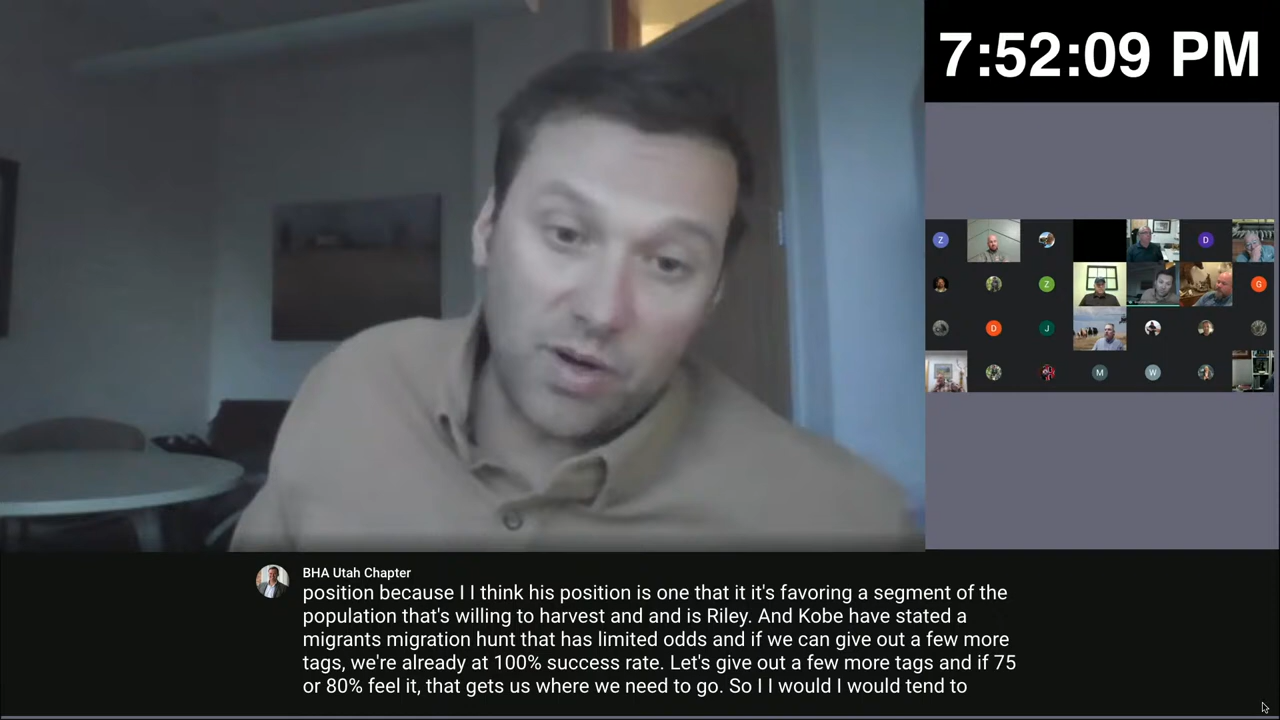 7:52:09 PM
Z
D
Z
G
D
J
M
W
BHA Utah Chapter
position because I I think his position is one that it it's favoring a segment of the
population that's willing to harvest and and is Riley. And Kobe have stated a
migrants migration hunt that has limited odds and if we can give out a few more
tags, we're already at 100% success rate. Let's give out a few more tags and if 75
or 80% feel it, that gets us where we need to go. So I I would I would tend to